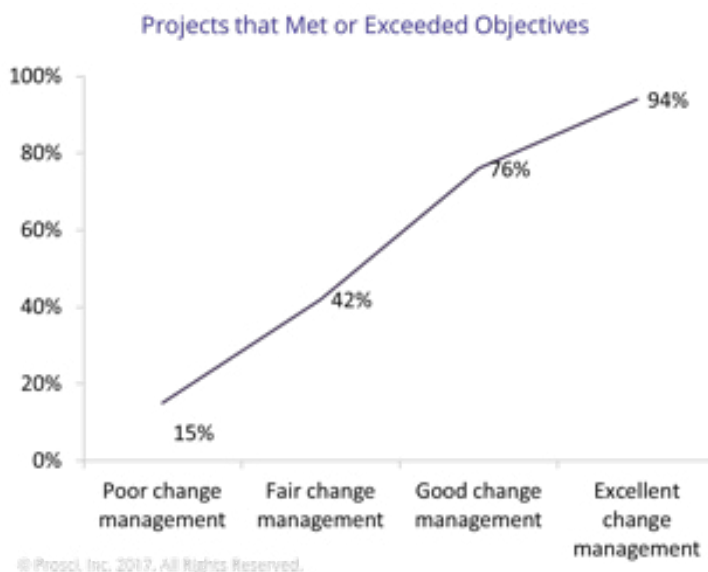 Projects that Met or Exceeded Objectives
100%
94%
80%
76%
60%
42%
40%
20%
15%
0%
Poor change
management
Fair change
management
Good change
management
Excellent
change
management
© Prosci, Inc. 2017. All Rights Reserved.